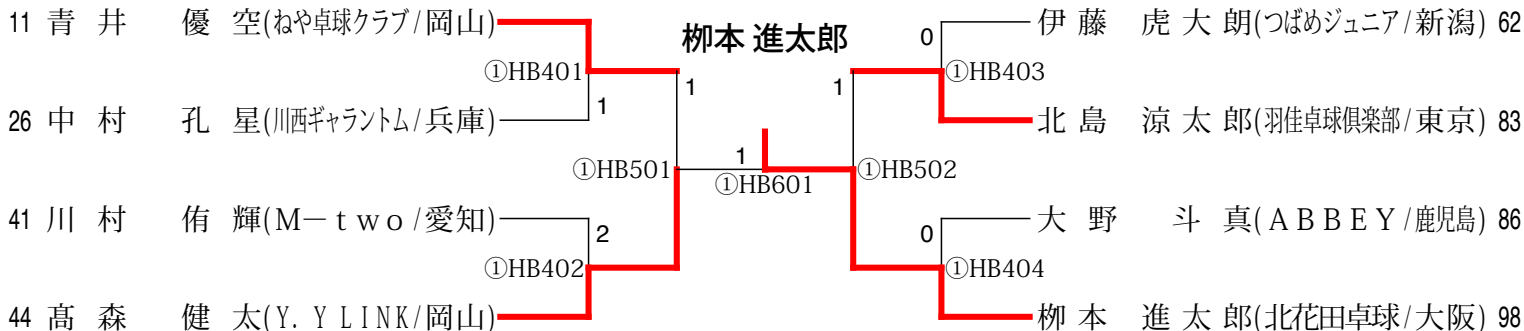 11 青井 優空(ねや卓球クラブ/岡山)
26 中村 孔星(川西ギャラントム/兵庫)
41 川村 侑輝(M−two/愛知)
44 髙森 健太(Y．Y LINK/岡山)
①HB401
1
①HB402
2
①HB501
1
栁本 進太郎
1
①HB601
①HB502
1
①HB403
0
①HB404
0
伊藤 虎大朗(つばめジュニア/新潟) 62
北島 涼太郎(羽佳卓球倶楽部/東京) 83
大野 斗真(ABBEY/鹿児島) 86
栁本 進太郎(北花田卓球/大阪) 98